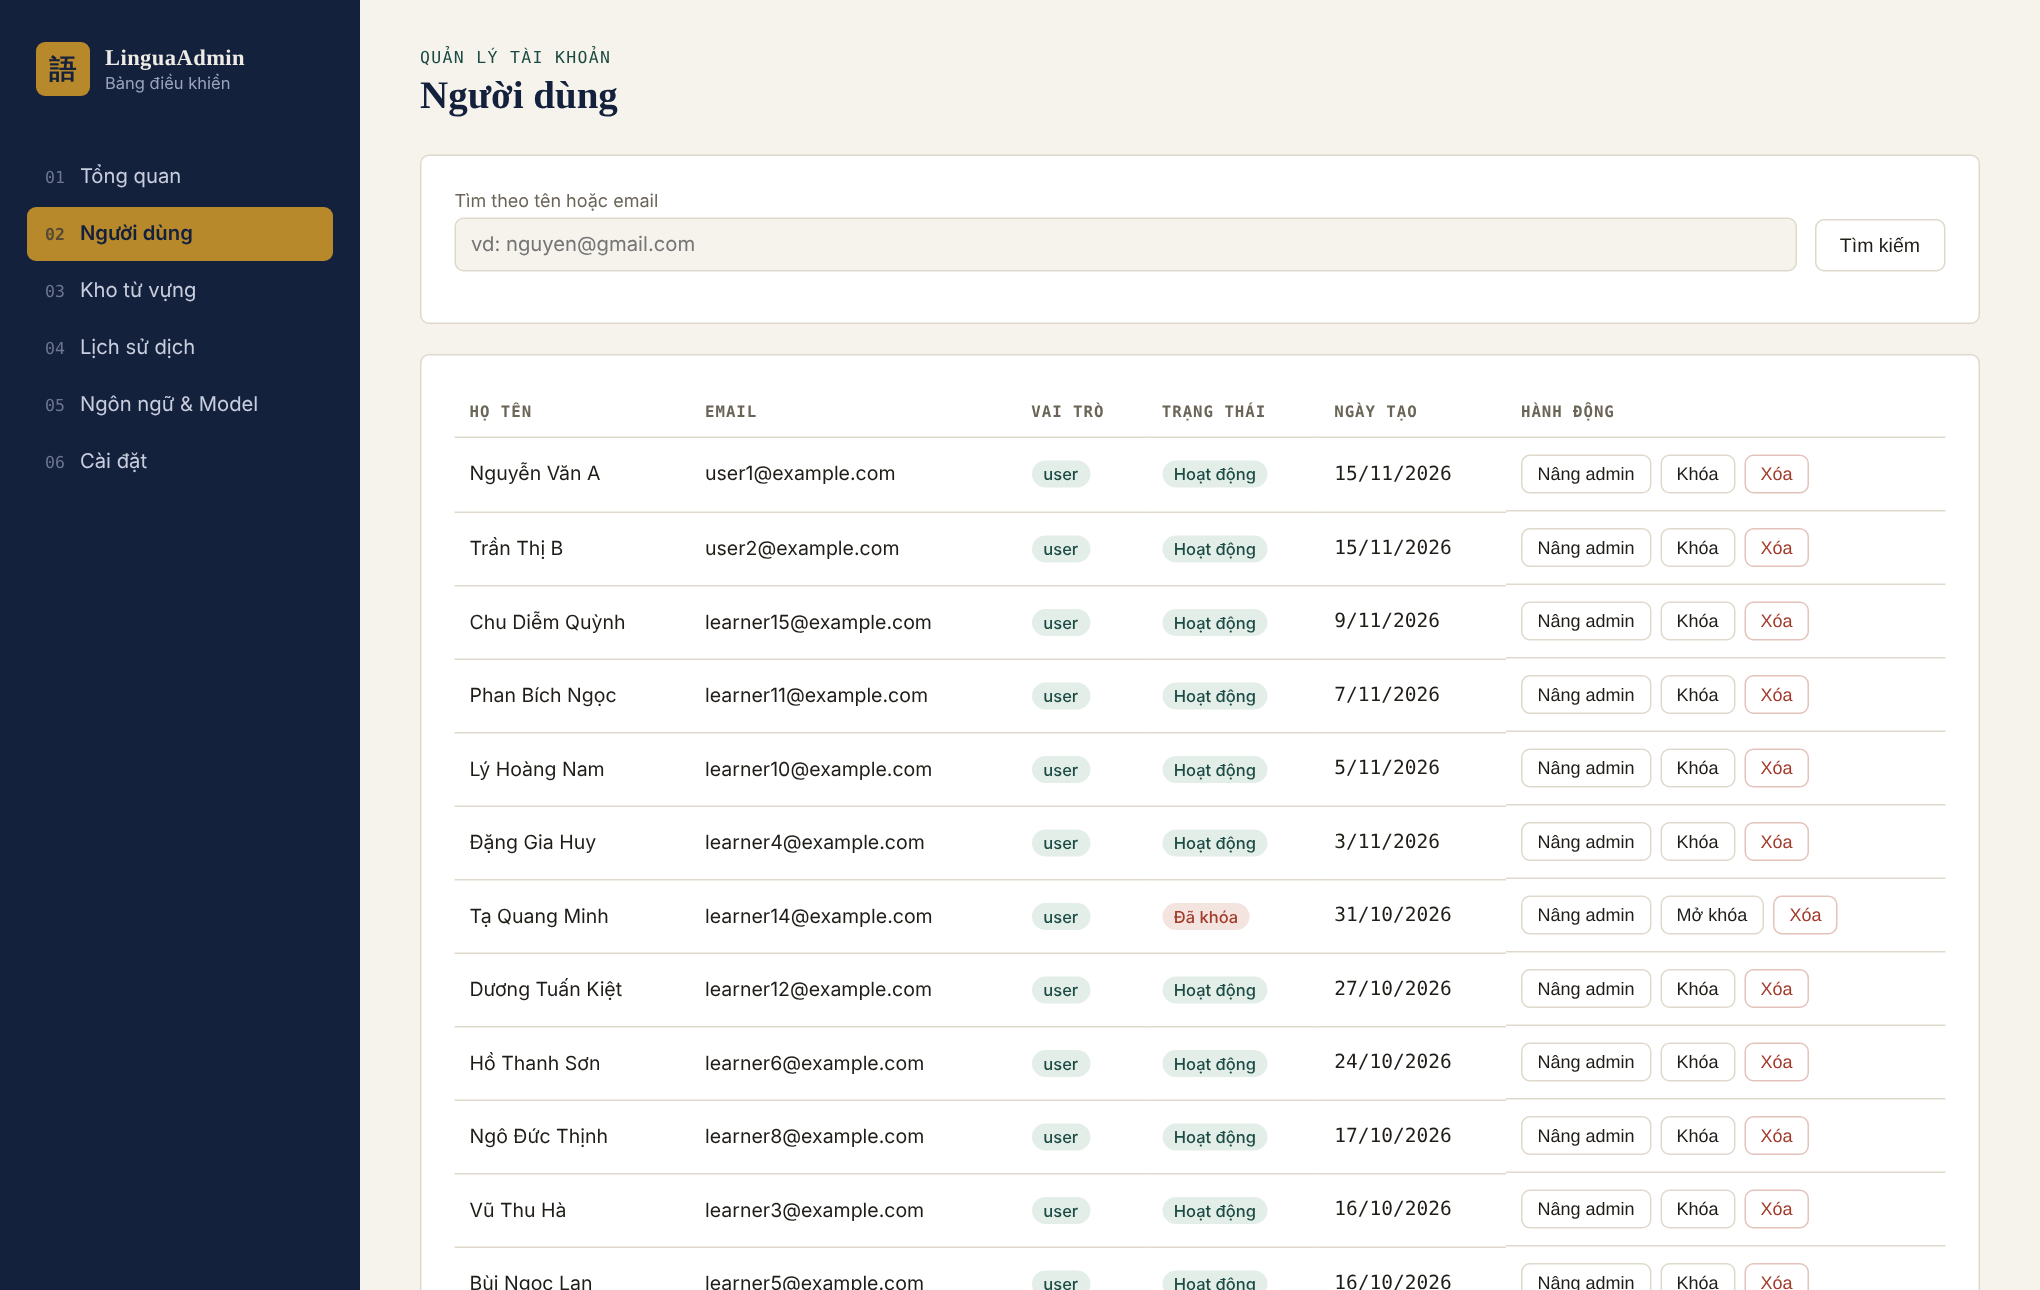 語 LinguaAdmin
Bảng điều khiển
01 Tổng quan
02 Người dùng
03 Kho từ vựng
04 Lịch sử dịch
05 Ngôn ngữ & Model
06 Cài đặt
QUẢN LÝ TÀI KHOẢN
Người dùng
Tìm theo tên hoặc email
vd: nguyen@gmail.com Tìm kiếm
HỌ TÊN EMAIL VAI TRÒ TRẠNG THÁI NGÀY TẠO HÀNH ĐỘNG
Nguyễn Văn A user1@example.com user Hoạt động 15/11/2026 Nâng admin Khóa Xóa
Trần Thị B user2@example.com user Hoạt động 15/11/2026 Nâng admin Khóa Xóa
Chu Diễm Quỳnh learner15@example.com user Hoạt động 9/11/2026 Nâng admin Khóa Xóa
Phan Bích Ngọc learner11@example.com user Hoạt động 7/11/2026 Nâng admin Khóa Xóa
Lý Hoàng Nam learner10@example.com user Hoạt động 5/11/2026 Nâng admin Khóa Xóa
Đặng Gia Huy learner4@example.com user Hoạt động 3/11/2026 Nâng admin Khóa Xóa
Tạ Quang Minh learner14@example.com user Đã khóa 31/10/2026 Nâng admin Mở khóa Xóa
Dương Tuấn Kiệt learner12@example.com user Hoạt động 27/10/2026 Nâng admin Khóa Xóa
Hồ Thanh Sơn learner6@example.com user Hoạt động 24/10/2026 Nâng admin Khóa Xóa
Ngô Đức Thịnh learner8@example.com user Hoạt động 17/10/2026 Nâng admin Khóa Xóa
Vũ Thu Hà learner3@example.com user Hoạt động 16/10/2026 Nâng admin Khóa Xóa
Bùi Ngọc Lan learner5@example.com user Hoạt động 16/10/2026 Nâng admin Khóa Xóa